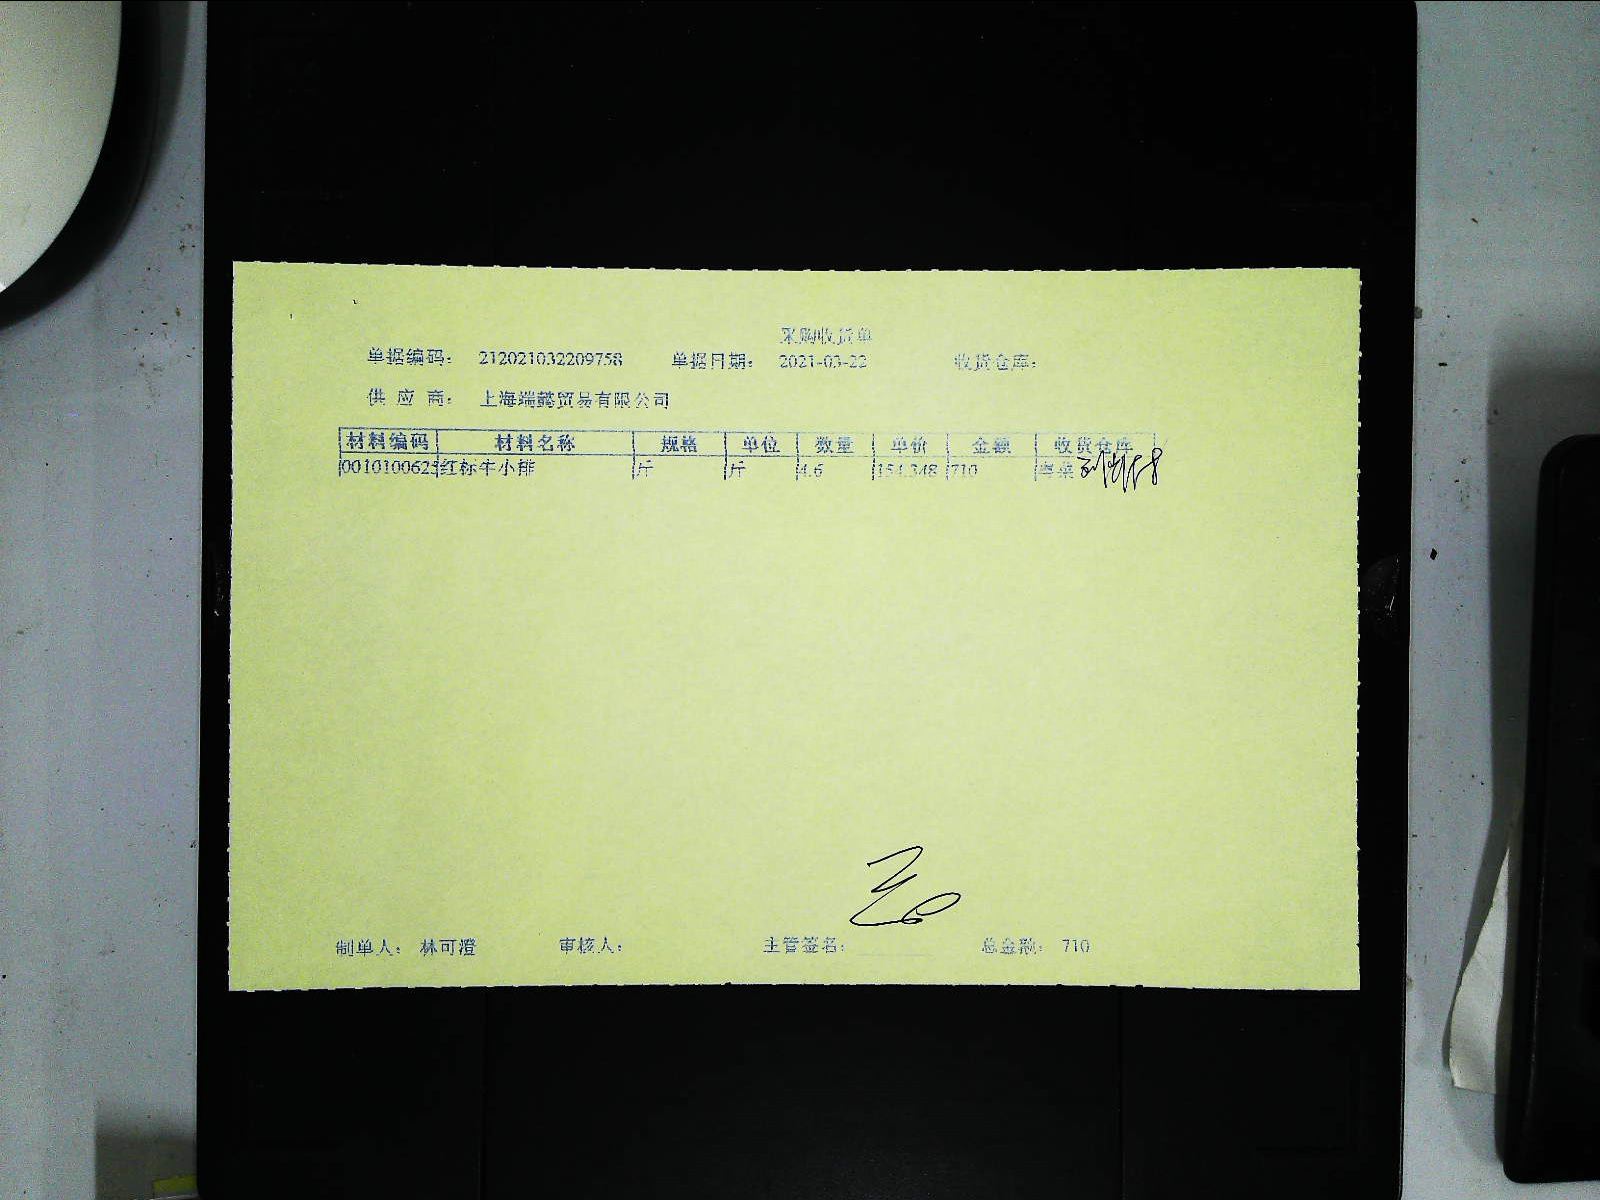 采购收货单
单据编码： 212021032209758 单据日期： 2021-03-22 收货仓库：
供 应 商： 上海端懿贸易有限公司
材料编码 材料名称 规格 单位 数量 单价 金额 收货仓库
红标牛小排 斤 斤 4.6 154.348 710 粤菜
制单人： 林可澄 审核人： 主管签名： 总金额： 710